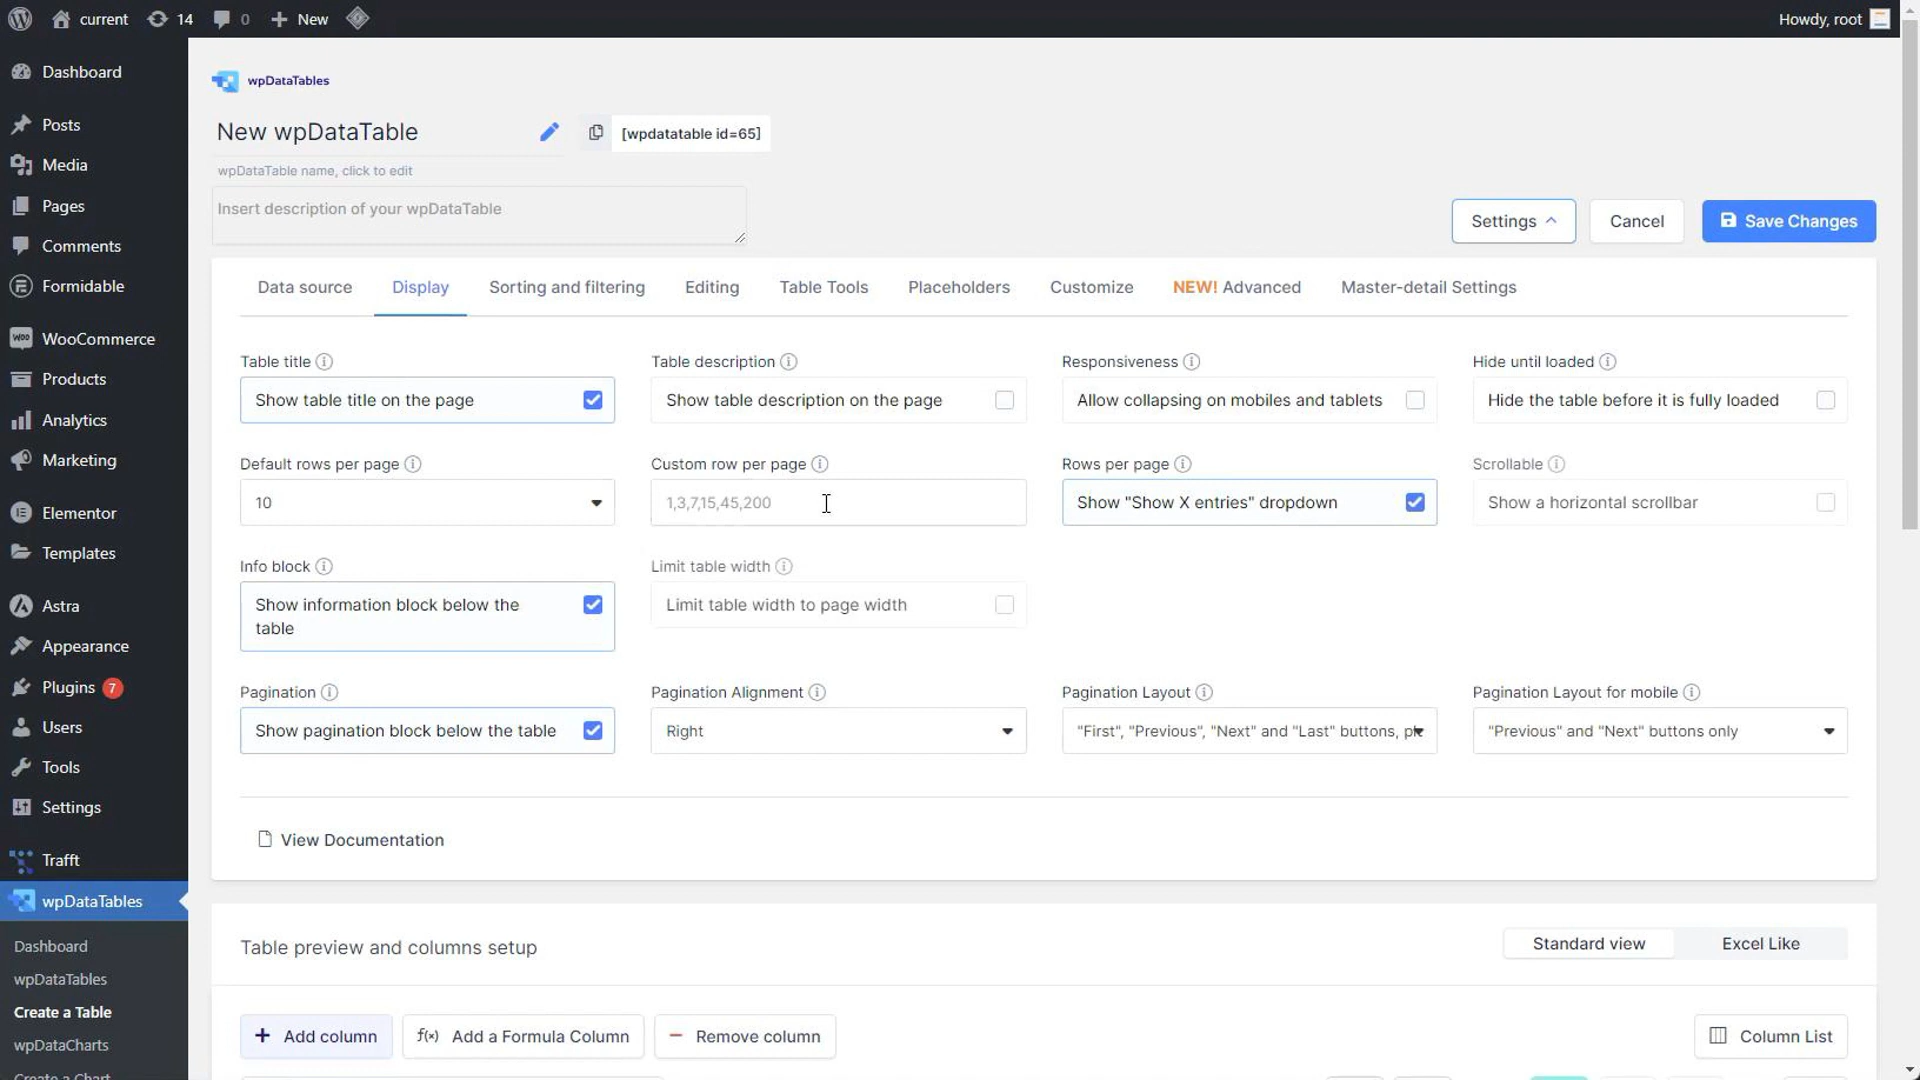 current
14
0
New
Howdy, root
Dashboard
Posts
Media
Pages
Comments
Formidable
WooCommerce
Products
Analytics
Marketing
Elementor
Templates
Astra
Appearance
Plugins 7
Users
Tools
Settings
Trafft
wpDataTables
Dashboard
wpDataTables
Create a Table
wpDataCharts
Create a Chart
wpDataTables
New wpDataTable
[wpdatatable id=65]
wpDataTable name, click to edit
Insert description of your wpDataTable
Settings
Cancel
Save Changes
Data source
Display
Sorting and filtering
Editing
Table Tools
Placeholders
Customize
NEW! Advanced
Master-detail Settings
Table title
Show table title on the page
Table description
Show table description on the page
Responsiveness
Allow collapsing on mobiles and tablets
Hide until loaded
Hide the table before it is fully loaded
Default rows per page
10
Custom row per page
1,3,7,15,45,200
Rows per page
Show "Show X entries" dropdown
Scrollable
Show a horizontal scrollbar
Info block
Show information block below the
table
Limit table width
Limit table width to page width
Pagination
Show pagination block below the table
Pagination Alignment
Right
Pagination Layout
"First", "Previous", "Next" and "Last" buttons,
Pagination Layout for mobile
"Previous" and "Next" buttons only
View Documentation
Table preview and columns setup
Standard view
Excel Like
Add column
f(x) Add a Formula Column
Remove column
Column List